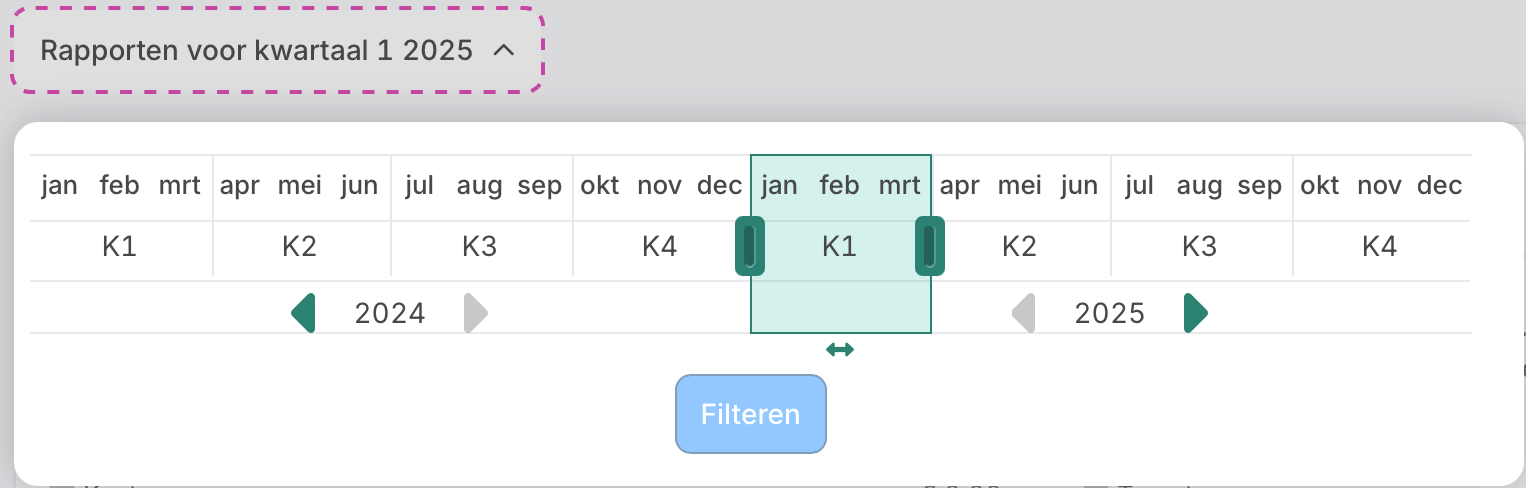 Rapporten voor kwartaal 1 2025
jan feb mrt apr mei jun jul aug sep okt nov dec jan feb mrt apr mei jun jul aug sep okt nov dec
K1 K2 K3 K4 K1 K2 K3 K4
2024 2025
Filteren